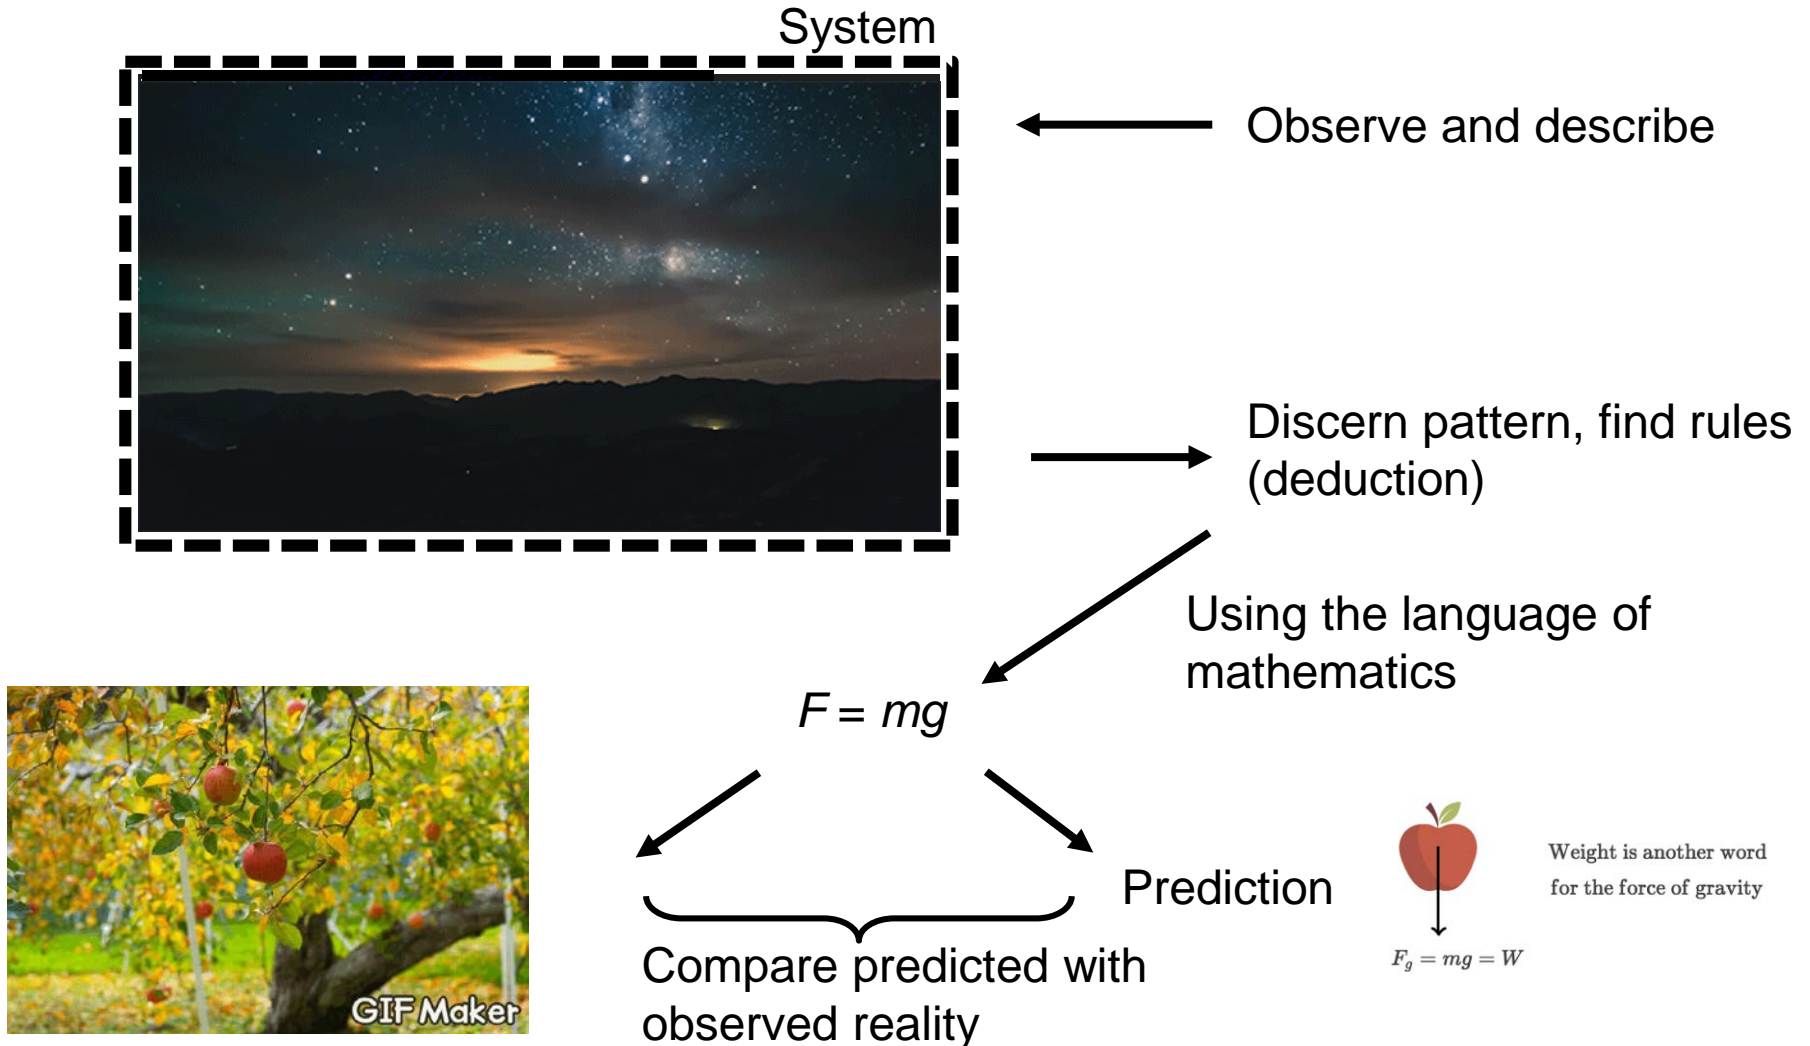 System
Observe and describe
Discern pattern, find rules
(deduction)
Using the language of
mathematics
F = mg
Prediction
Weight is another word
for the force of gravity
F_g = mg = W
Compare predicted with
observed reality
GIF Maker